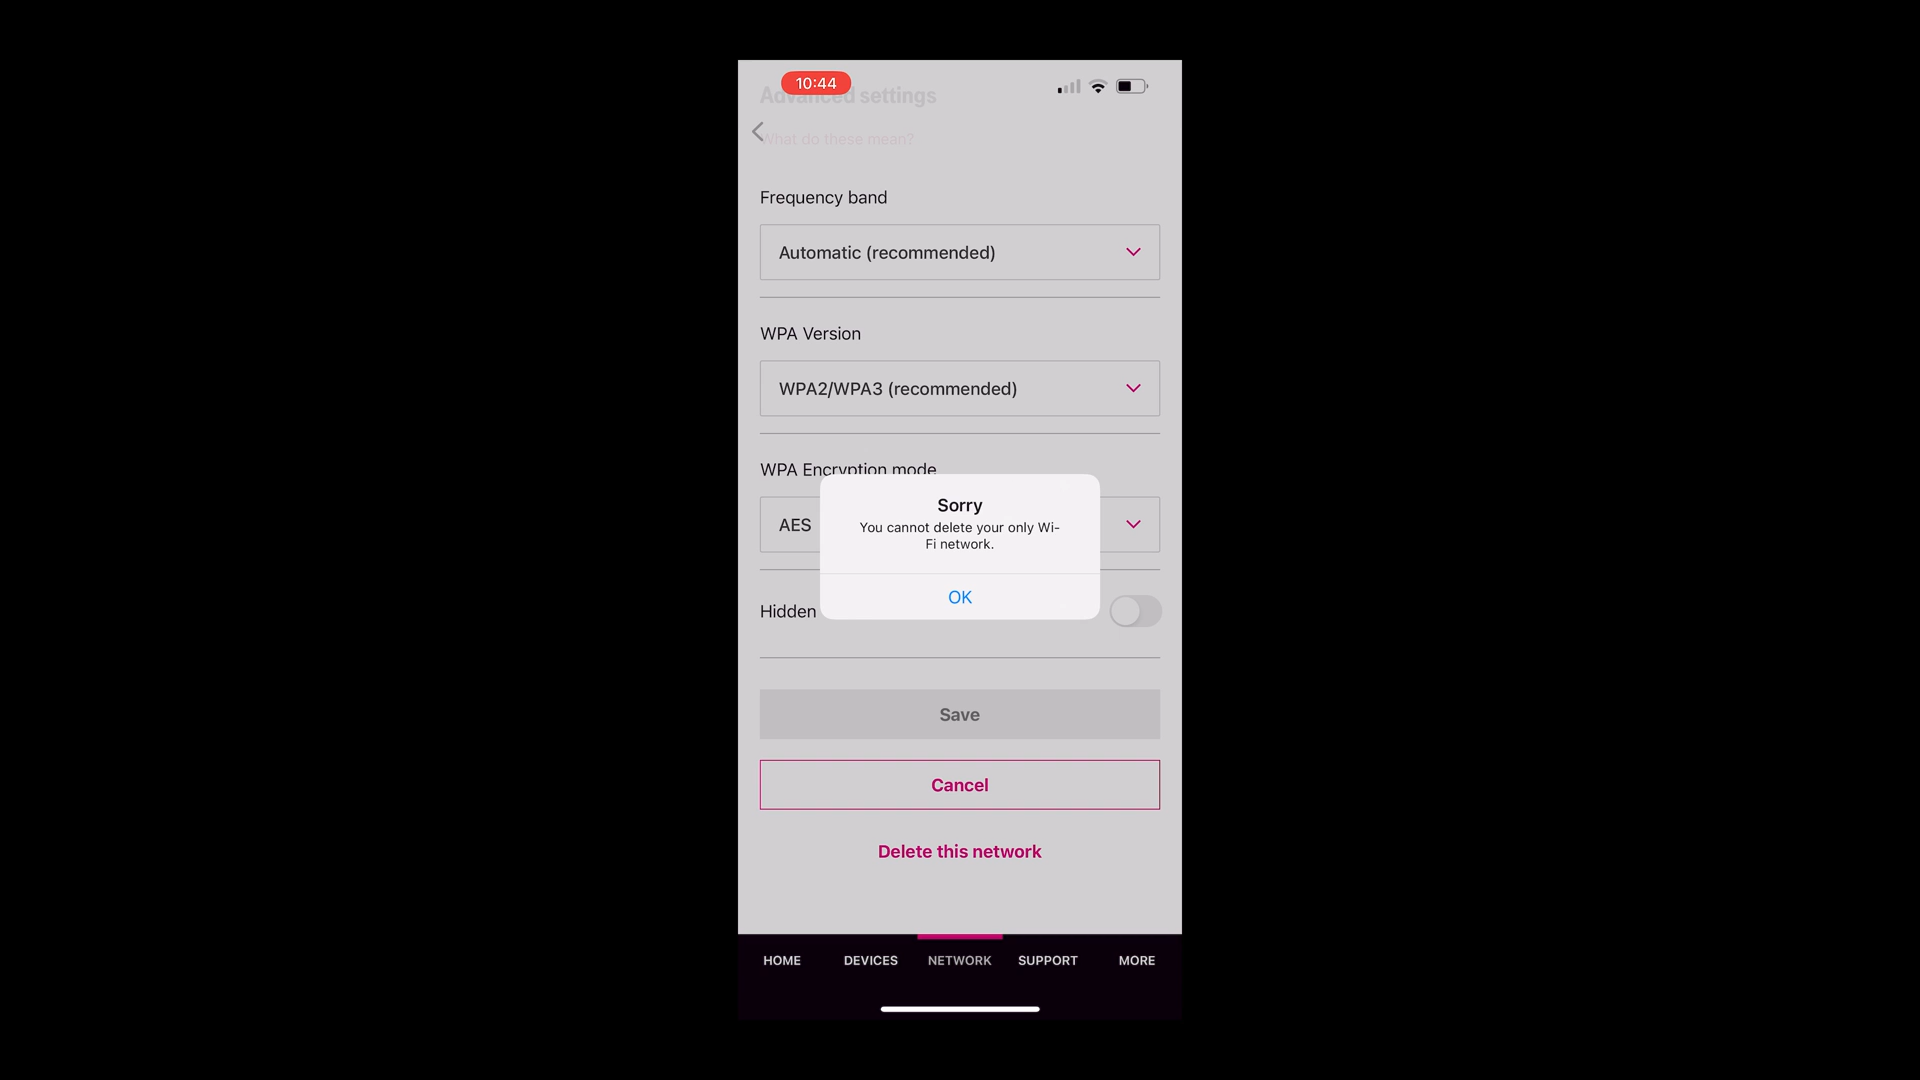 10:44
Advanced settings
What do these mean?
Frequency band
Automatic (recommended)
WPA Version
WPA2/WPA3 (recommended)
WPA Encryption mode
AES
Sorry
You cannot delete your only Wi-
Fi network.
OK
Hidden
Save
Cancel
Delete this network
HOME DEVICES NETWORK SUPPORT MORE